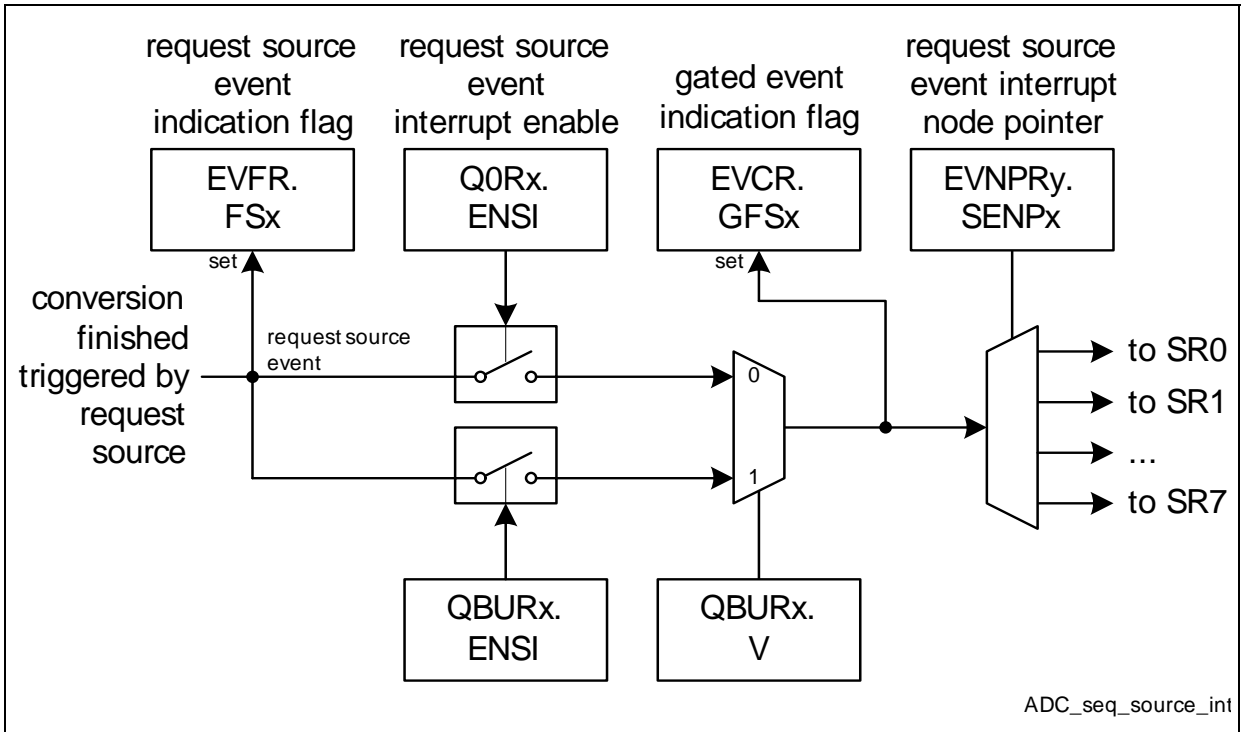 request source
event
indication flag
request source
event
interrupt enable
gated event
indication flag
request source
event interrupt
node pointer
EVFR.
FSx
Q0Rx.
ENSI
EVCR.
GFSx
EVNPRy.
SENPx
set
set
conversion
finished
triggered by
request
source
request source
event
0
1
to SR0
to SR1
...
to SR7
QBURx.
ENSI
QBURx.
V
ADC_seq_source_int